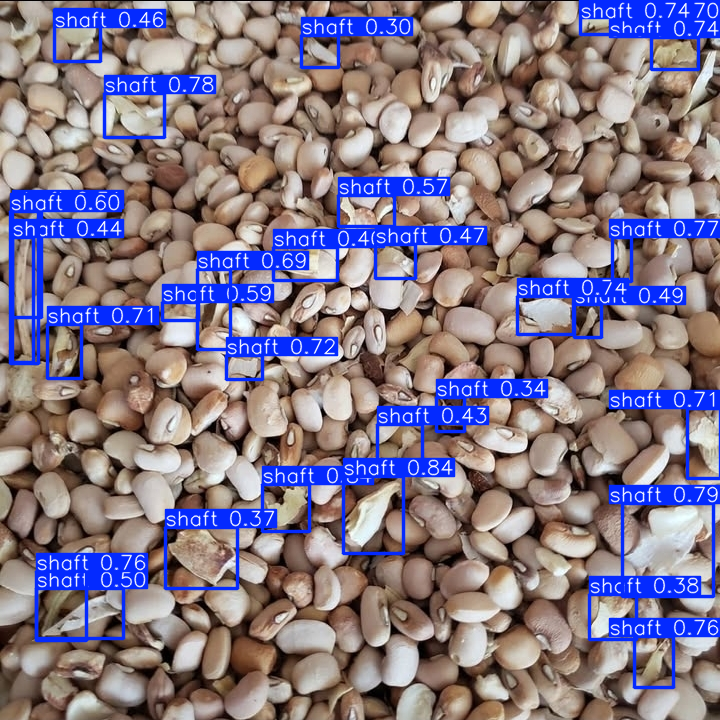 shaft 0.46
shaft 0.30
shaft 0.74
70
shaft 0.74
shaft 0.78
shaft 0.57
shaft 0.60
shaft 0.44
shaft 0.47
shaft 0.77
shaft 0.69
shaft 0.59
shaft 0.74
shaft 0.49
shaft 0.71
shaft 0.72
shaft 0.34
shaft 0.43
shaft 0.71
shaft 0.84
shaft
shaft 0.79
shaft 0.37
shaft 0.76
shaft 0.50
shaft 0.38
shaft 0.76